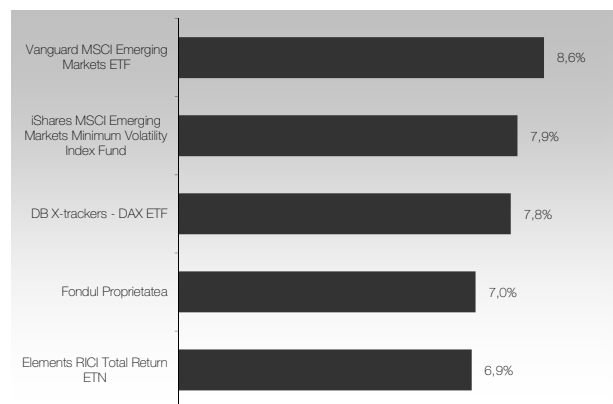 Vanguard MSCI Emerging
Markets ETF
8,6%
iShares MSCI Emerging
Markets Minimum Volatility
Index Fund
7,9%
DB X-trackers - DAX ETF
7,8%
Fondul Proprietatea
7,0%
Elements RICI Total Return
ETN
6,9%